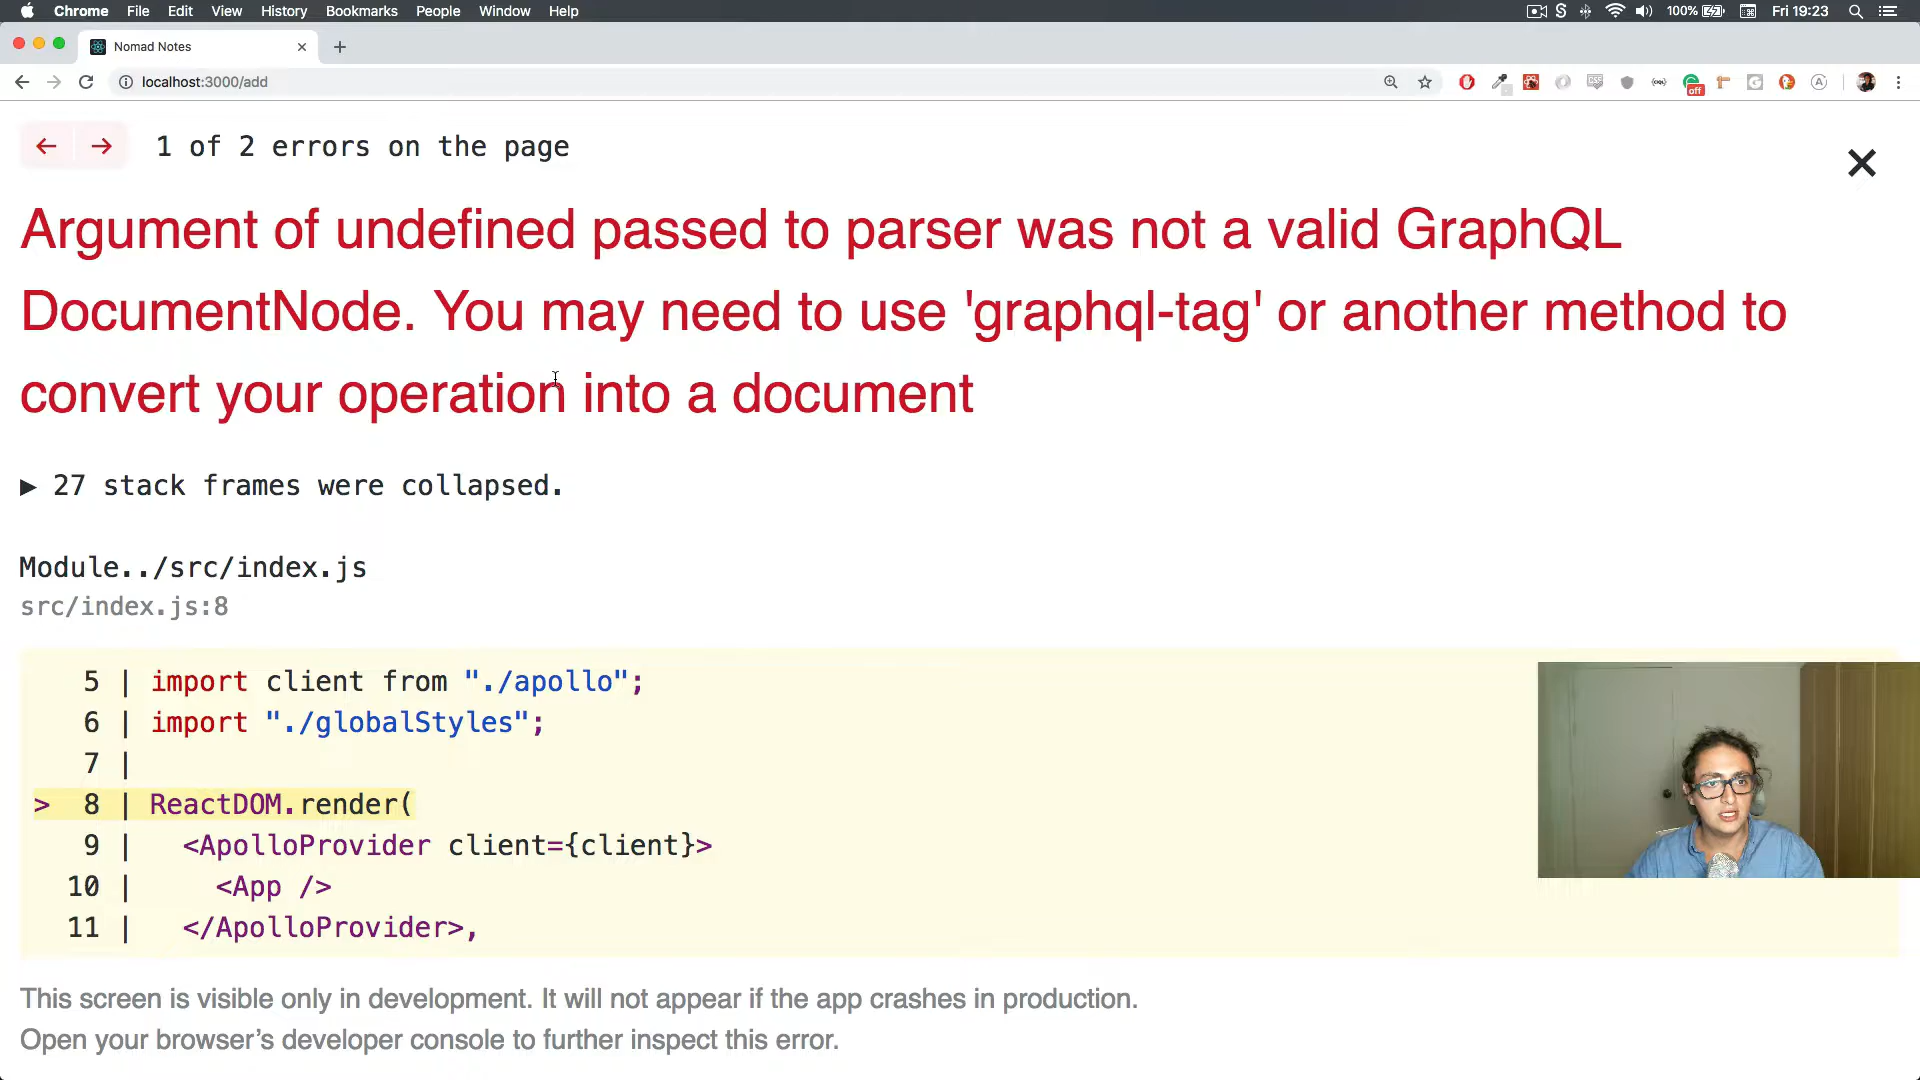 Chrome File Edit View History Bookmarks People Window Help 100% Fri 19:23
Nomad Notes
localhost:3000/add
off
1 of 2 errors on the page
Argument of undefined passed to parser was not a valid GraphQL
DocumentNode. You may need to use 'graphql-tag' or another method to
convert your operation into a document
▶ 27 stack frames were collapsed.
Module../src/index.js
src/index.js:8
5 | import client from "./apollo";
6 | import "./globalStyles";
7 |
> 8 | ReactDOM.render(
9 | <ApolloProvider client={client}>
10 | <App />
11 | </ApolloProvider>,
This screen is visible only in development. It will not appear if the app crashes in production.
Open your browser’s developer console to further inspect this error.